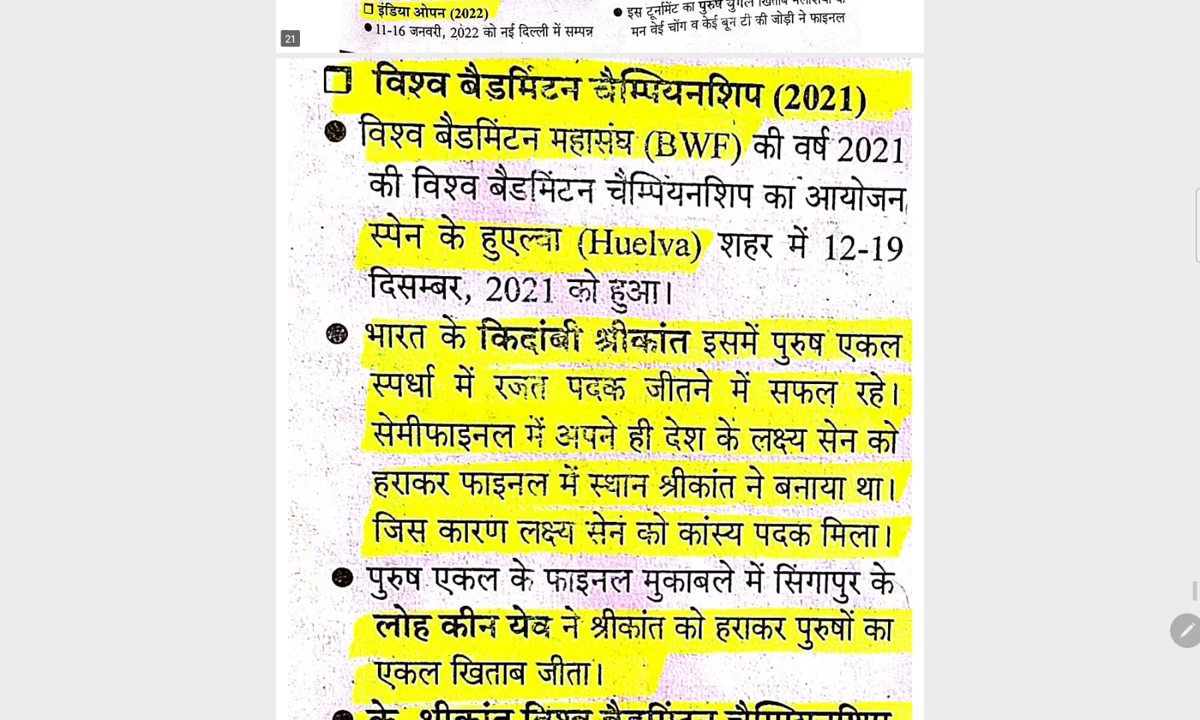 □ इंडिया ओपन (2022)
● 11-16 जनवरी, 2022 को नई दिल्ली में सम्पन्न
● इस टूर्नामेंट का पुरुष युगल खिताब
मन वेई चोंग व केई बून टी की जोड़ी ने फाइनल
21
□ विश्व बैडमिंटन चैम्पियनशिप (2021)
● विश्व बैडमिंटन महासंघ (BWF) की वर्ष 2021
की विश्व बैडमिंटन चैम्पियनशिप का आयोजन
स्पेन के हुएल्वा (Huelva) शहर में 12-19
दिसम्बर, 2021 को हुआ।
● भारत के किदांबी श्रीकांत इसमें पुरुष एकल
स्पर्धा में रजत पदक जीतने में सफल रहे।
सेमीफाइनल में अपने ही देश के लक्ष्य सेन को
हराकर फाइनल में स्थान श्रीकांत ने बनाया था।
जिस कारण लक्ष्य सेन को कांस्य पदक मिला।
● पुरुष एकल के फाइनल मुकाबले में सिंगापुर के
लोह कीन येव ने श्रीकांत को हराकर पुरुषों का
एकल खिताब जीता।
● के. श्रीकांत विश्व बैडमिंटन चैम्पियनशिप